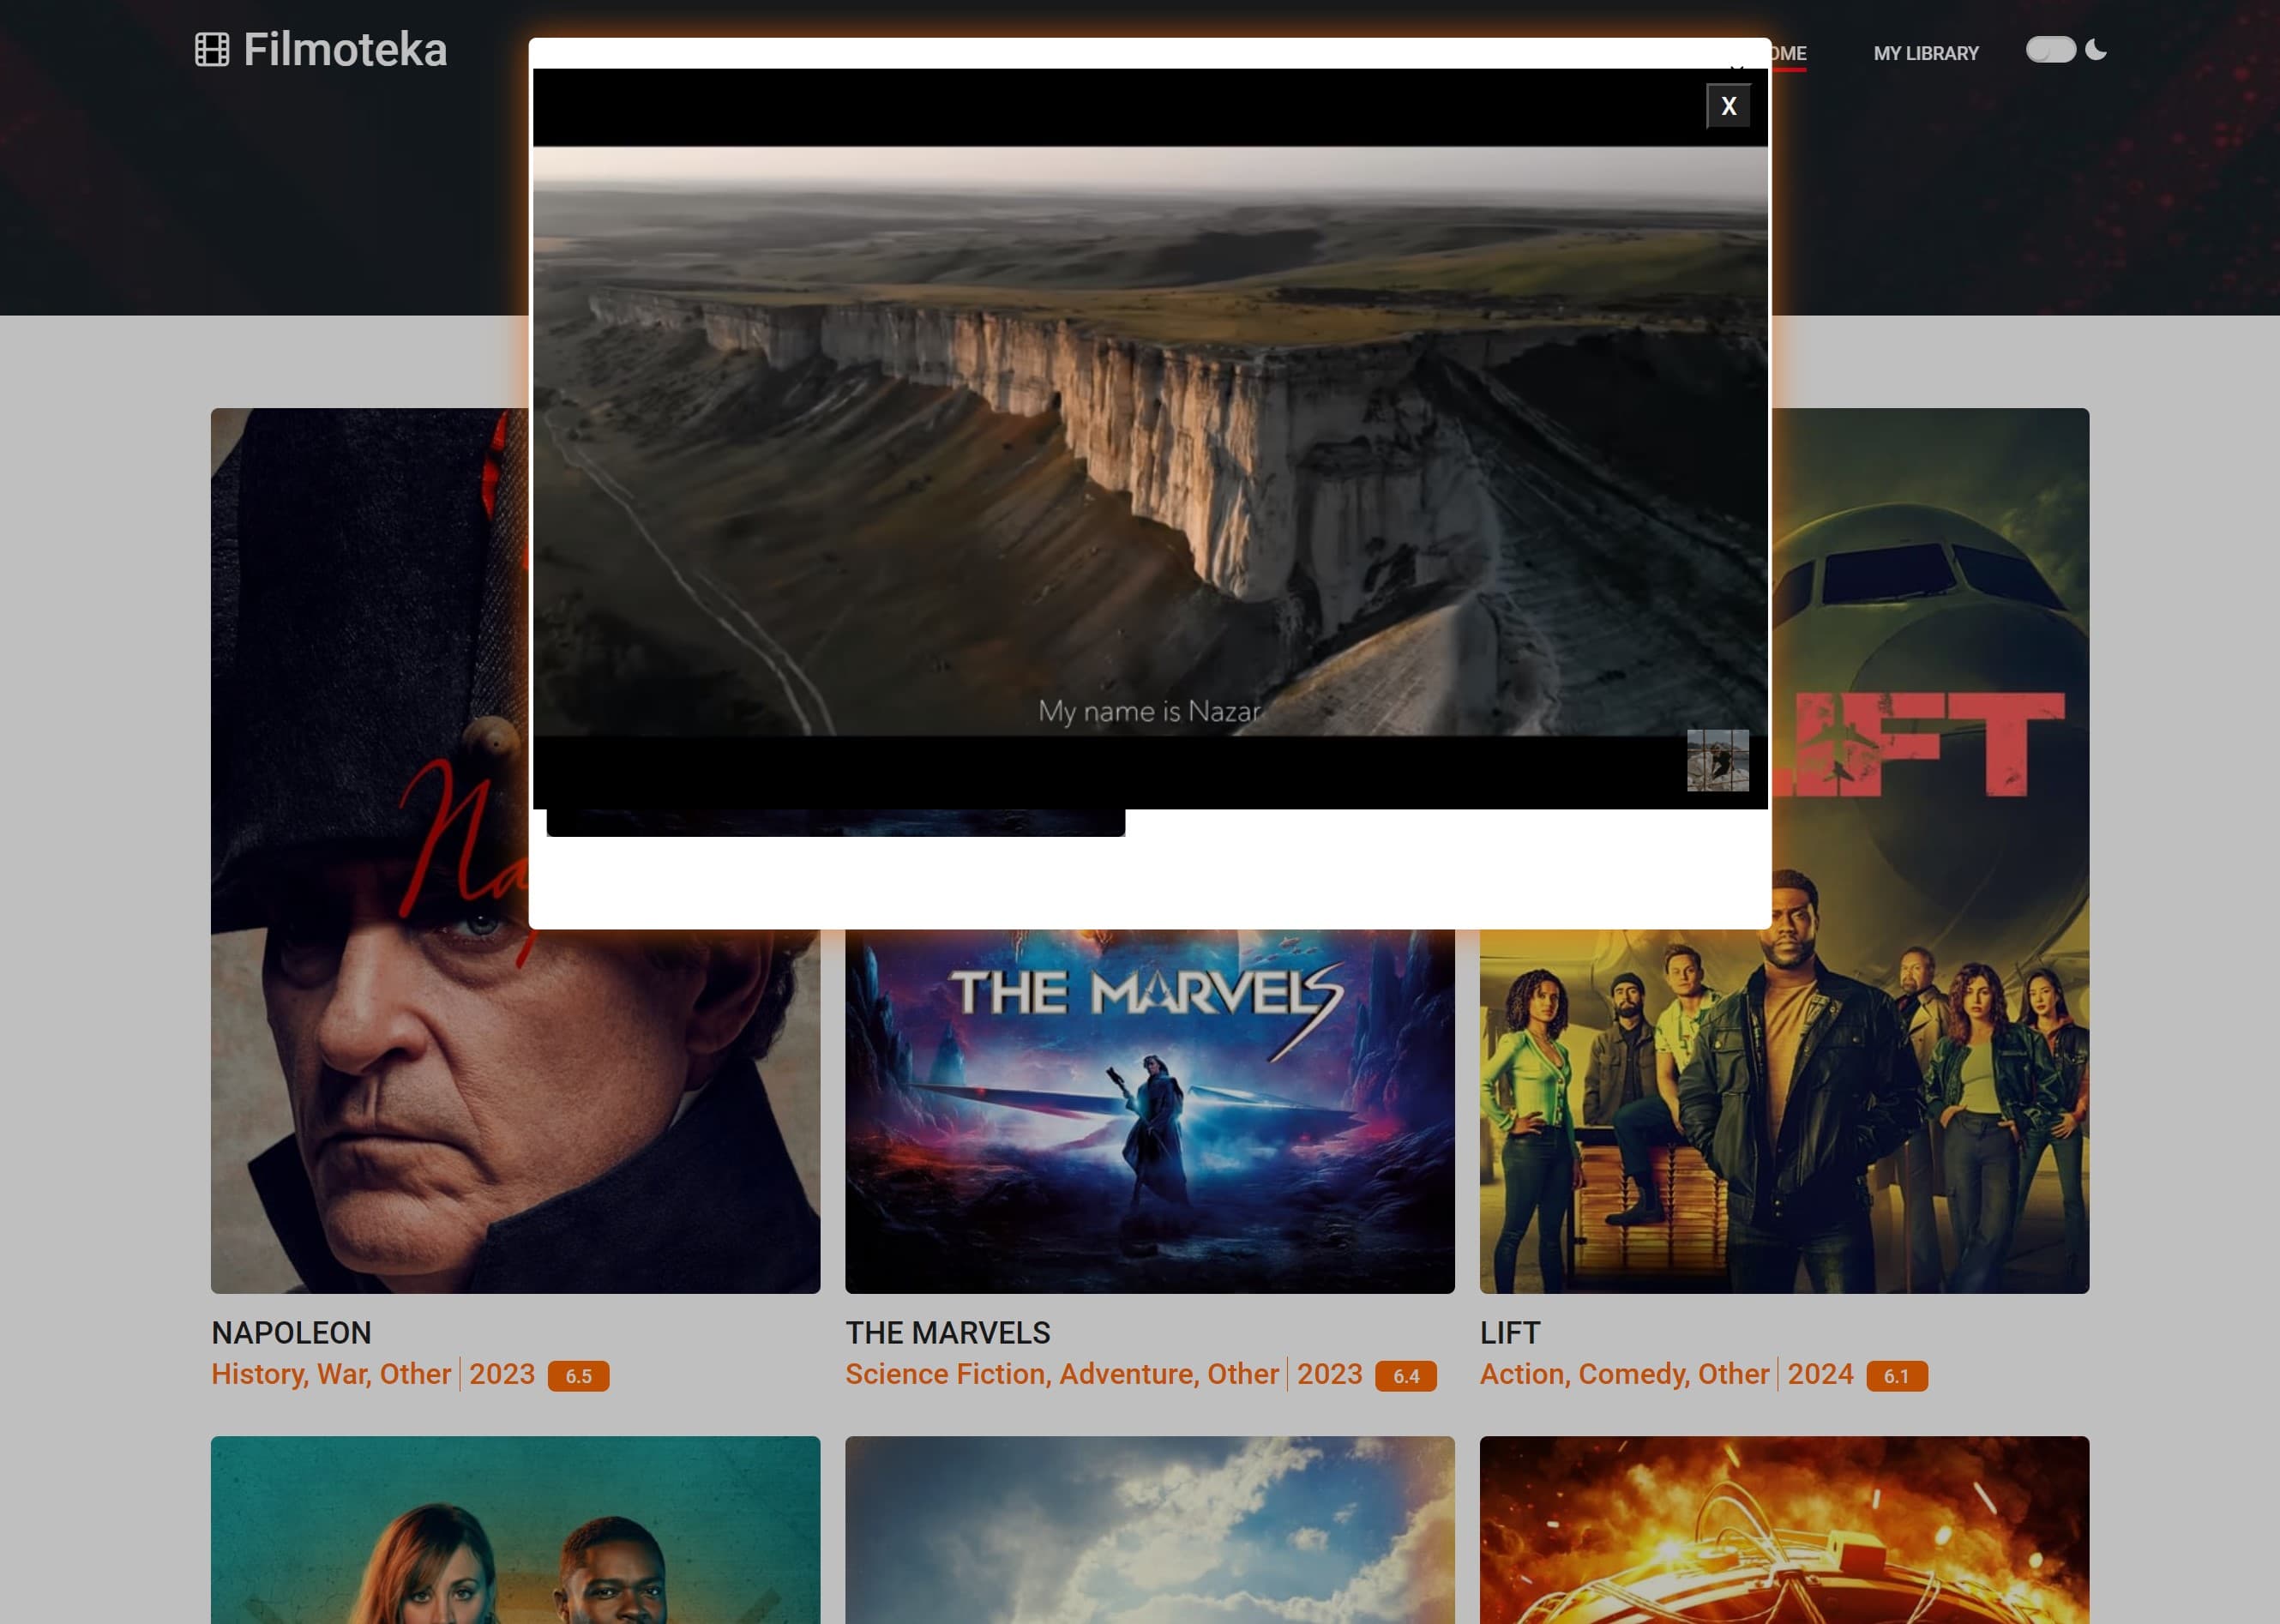 Filmoteka
OME
MY LIBRARY
X
My name is Nazar
Na
LIFT
THE MARVELS
NAPOLEON
History, War, Other 2023 6.5
THE MARVELS
Science Fiction, Adventure, Other 2023 6.4
LIFT
Action, Comedy, Other 2024 6.1